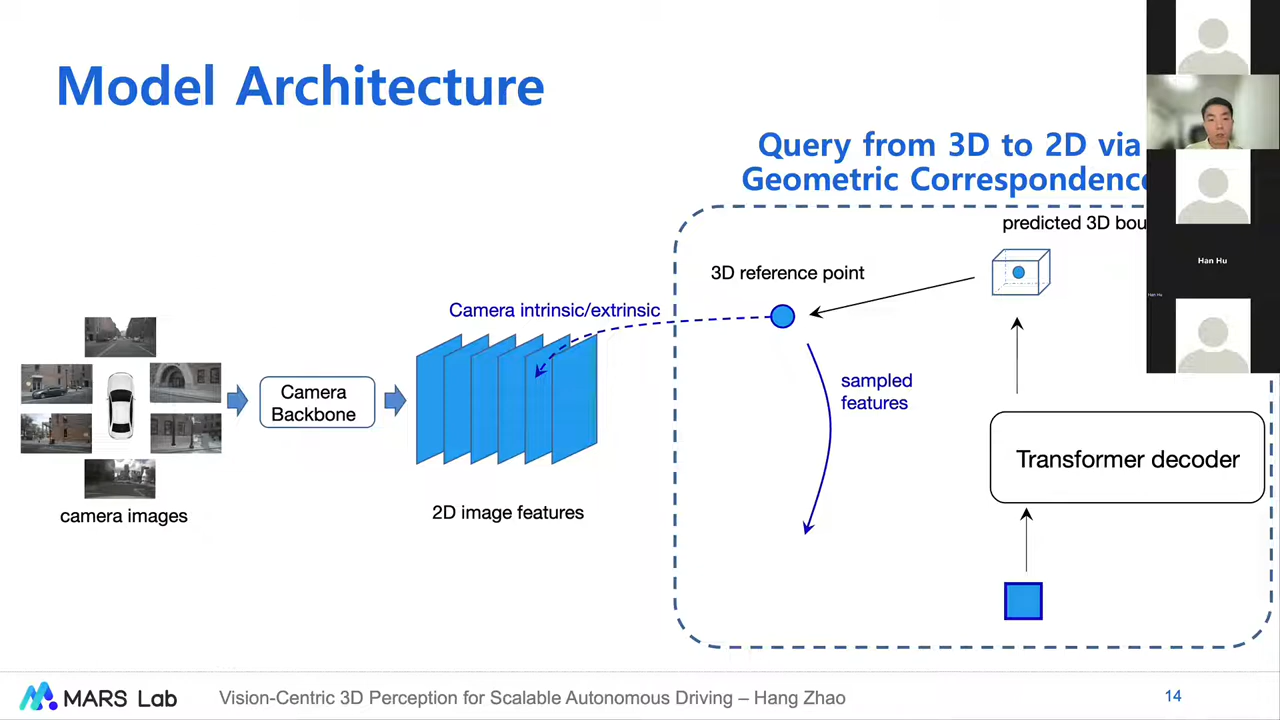 Model Architecture
Query from 3D to 2D via
Geometric Correspondence
predicted 3D bou
3D reference point
Camera intrinsic/extrinsic
Han Hu
Han Hu
sampled
features
Camera
Backbone
Transformer decoder
camera images
2D image features
MARS Lab
Vision-Centric 3D Perception for Scalable Autonomous Driving – Hang Zhao
14